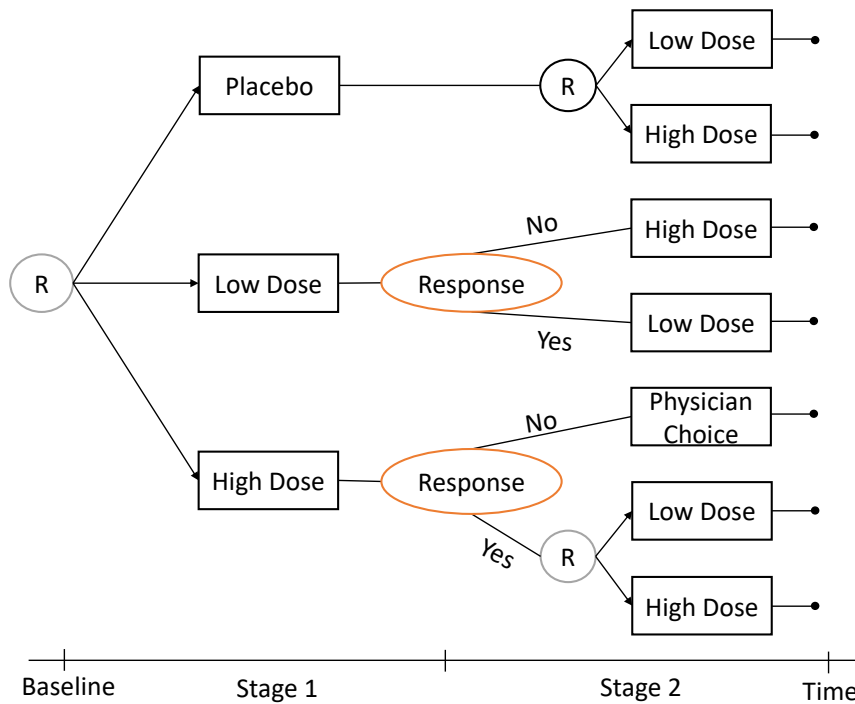 Low Dose
Placebo
R
High Dose
No
High Dose
R
Low Dose
Response
Yes
Low Dose
No
Physician
Choice
High Dose
Response
Yes
Low Dose
R
High Dose
Baseline
Stage 1
Stage 2
Time